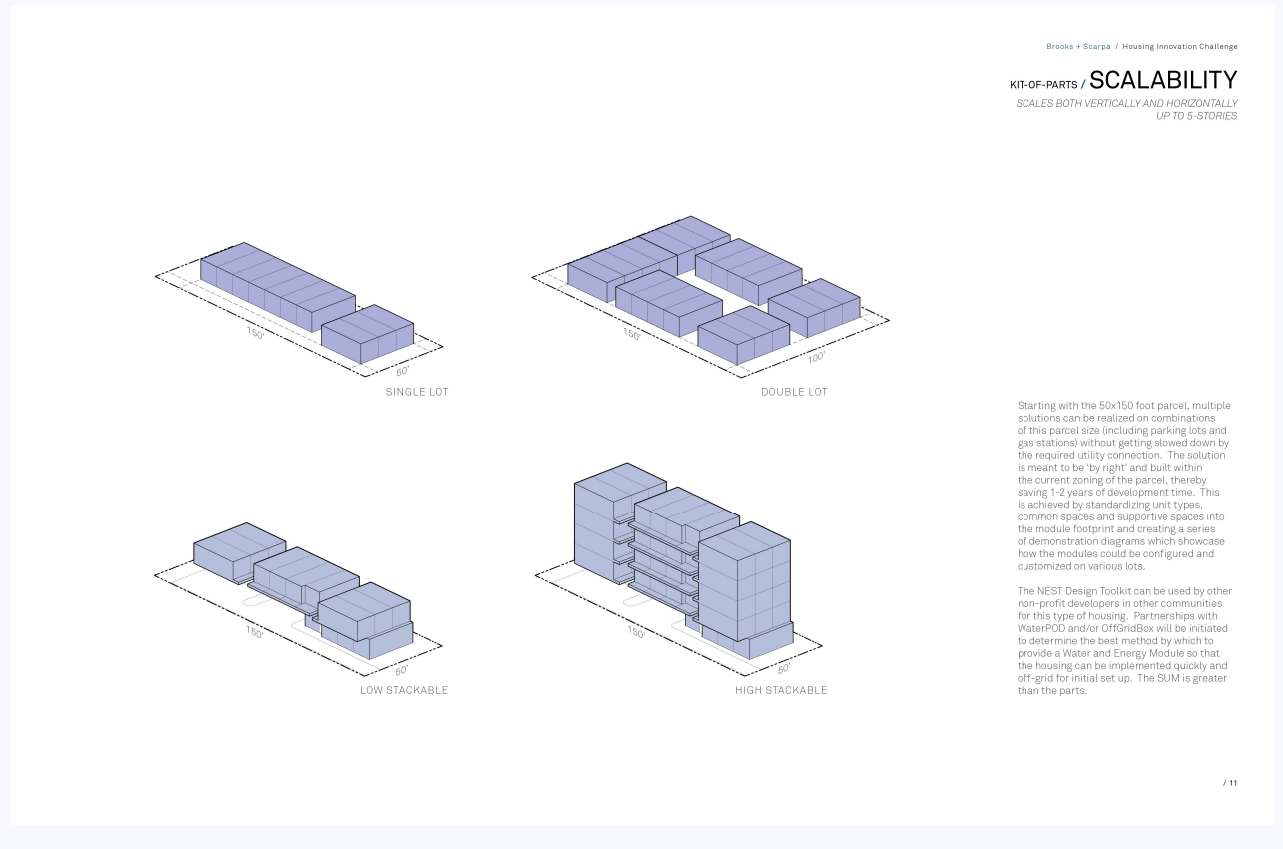 Brooks + Scarpa / Housing Innovation Challenge
KIT-OF-PARTS / SCALABILITY
SCALES BOTH VERTICALLY AND HORIZONTALLY
UP TO 5-STORIES
150'
50'
SINGLE LOT
150'
100'
DOUBLE LOT
150'
50'
LOW STACKABLE
150'
50'
HIGH STACKABLE
Starting with the 50x150 foot parcel, multiple
solutions can be realized on combinations
of this parcel size (including parking lots and
gas stations) without getting slowed down by
the required utility connection. The solution
is meant to be 'by right' and built within
the current zoning of the parcel, thereby
saving 1-2 years of development time. This
is achieved by standardizing unit types,
common spaces and supportive spaces into
the module footprint and creating a series
of demonstration diagrams which showcase
how the modules could be configured and
customized on various lots.
The NEST Design Toolkit can be used by other
non-profit developers in other communities
for this type of housing. Partnerships with
WaterPOD and/or OffGridBox will be initiated
to determine the best method by which to
provide a Water and Energy Module so that
the housing can be implemented quickly and
off-grid for initial set up. The SUM is greater
than the parts.
/ 11